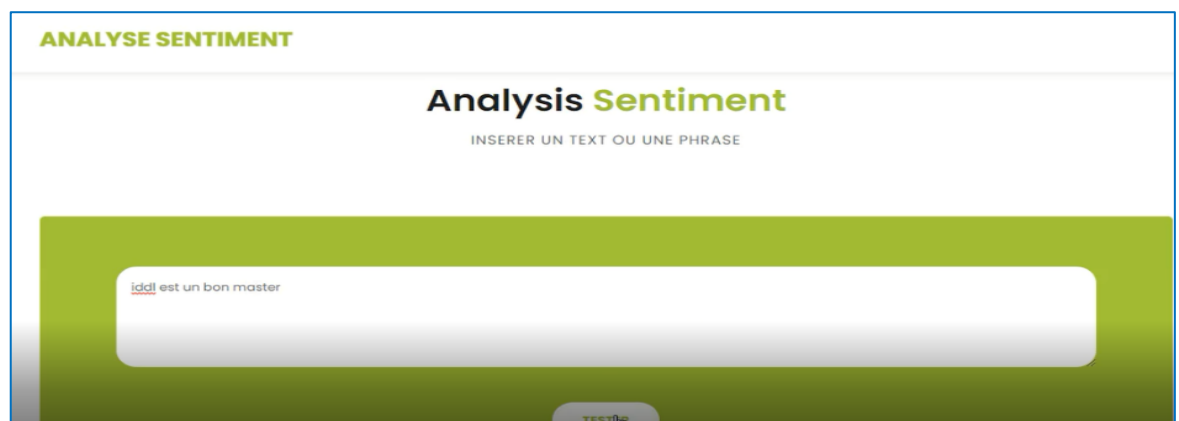 ANALYSE SENTIMENT
Analysis Sentiment
INSERER UN TEXT OU UNE PHRASE
iddl est un bon master